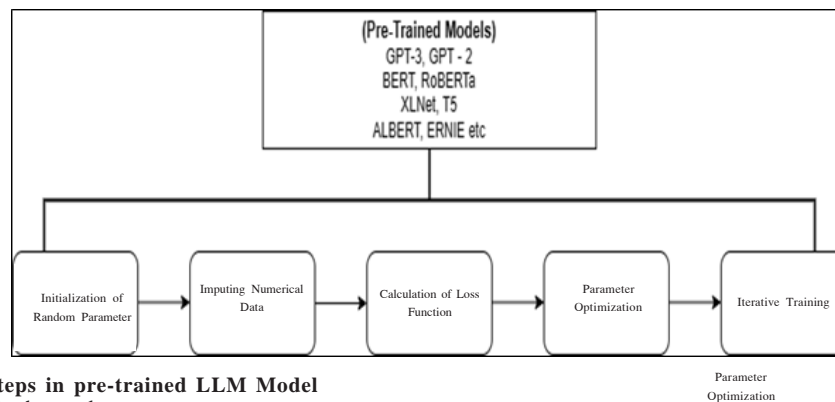 (Pre-Trained Models)
GPT-3, GPT - 2
BERT, RoBERTa
XLNet, T5
ALBERT, ERNIE etc
Initialization of
Random Parameter
Imputing Numerical
Data
Calculation of Loss
Function
Parameter
Optimization
Iterative Training
teps in pre-trained LLM Model
Parameter
Optimization